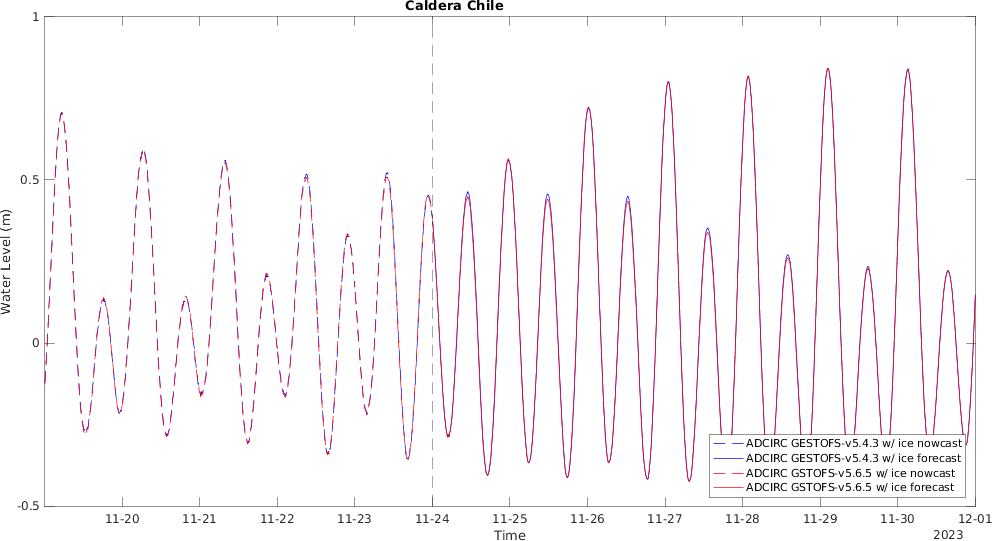 Caldera Chile
Water Level (m)
1
0.5
0
-0.5
ADCIRC GESTOFS-v5.4.3 w/ ice nowcast
ADCIRC GESTOFS-v5.4.3 w/ ice forecast
ADCIRC GSTOFS-v5.6.5 w/ ice nowcast
ADCIRC GSTOFS-v5.6.5 w/ ice forecast
11-20 11-21 11-22 11-23 11-24 11-25 11-26 11-27 11-28 11-29 11-30 12-01
Time
2023